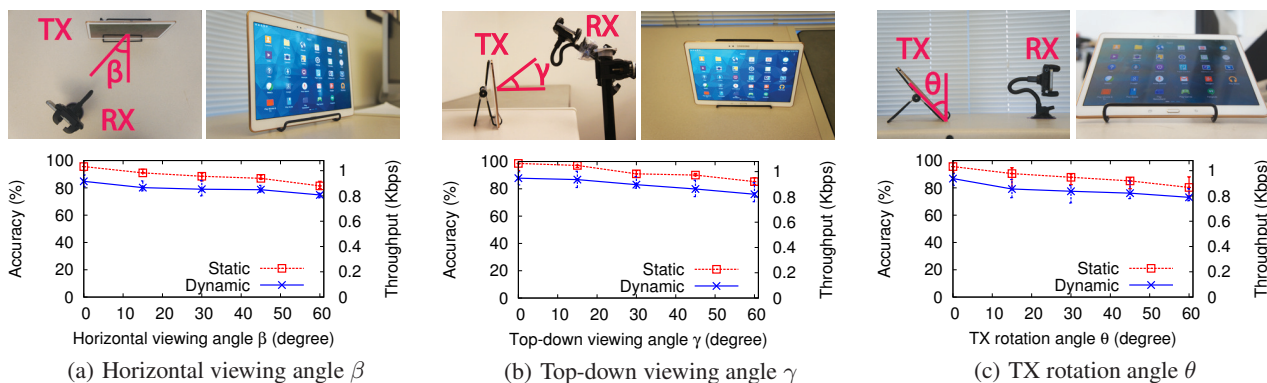 TX
β
RX
TX
RX
γ
TX
RX
θ
100
80
60
40
20
0
Accuracy (%)
1
0.8
0.6
0.4
0.2
0
Throughput (Kbps)
Static
Dynamic
0 10 20 30 40 50 60
Horizontal viewing angle β (degree)
(a) Horizontal viewing angle β
100
80
60
40
20
0
Accuracy (%)
1
0.8
0.6
0.4
0.2
0
Throughput (Kbps)
Static
Dynamic
0 10 20 30 40 50 60
Top-down viewing angle γ (degree)
(b) Top-down viewing angle γ
100
80
60
40
20
0
Accuracy (%)
1
0.8
0.6
0.4
0.2
0
Throughput (Kbps)
Static
Dynamic
0 10 20 30 40 50 60
TX rotation angle θ (degree)
(c) TX rotation angle θ